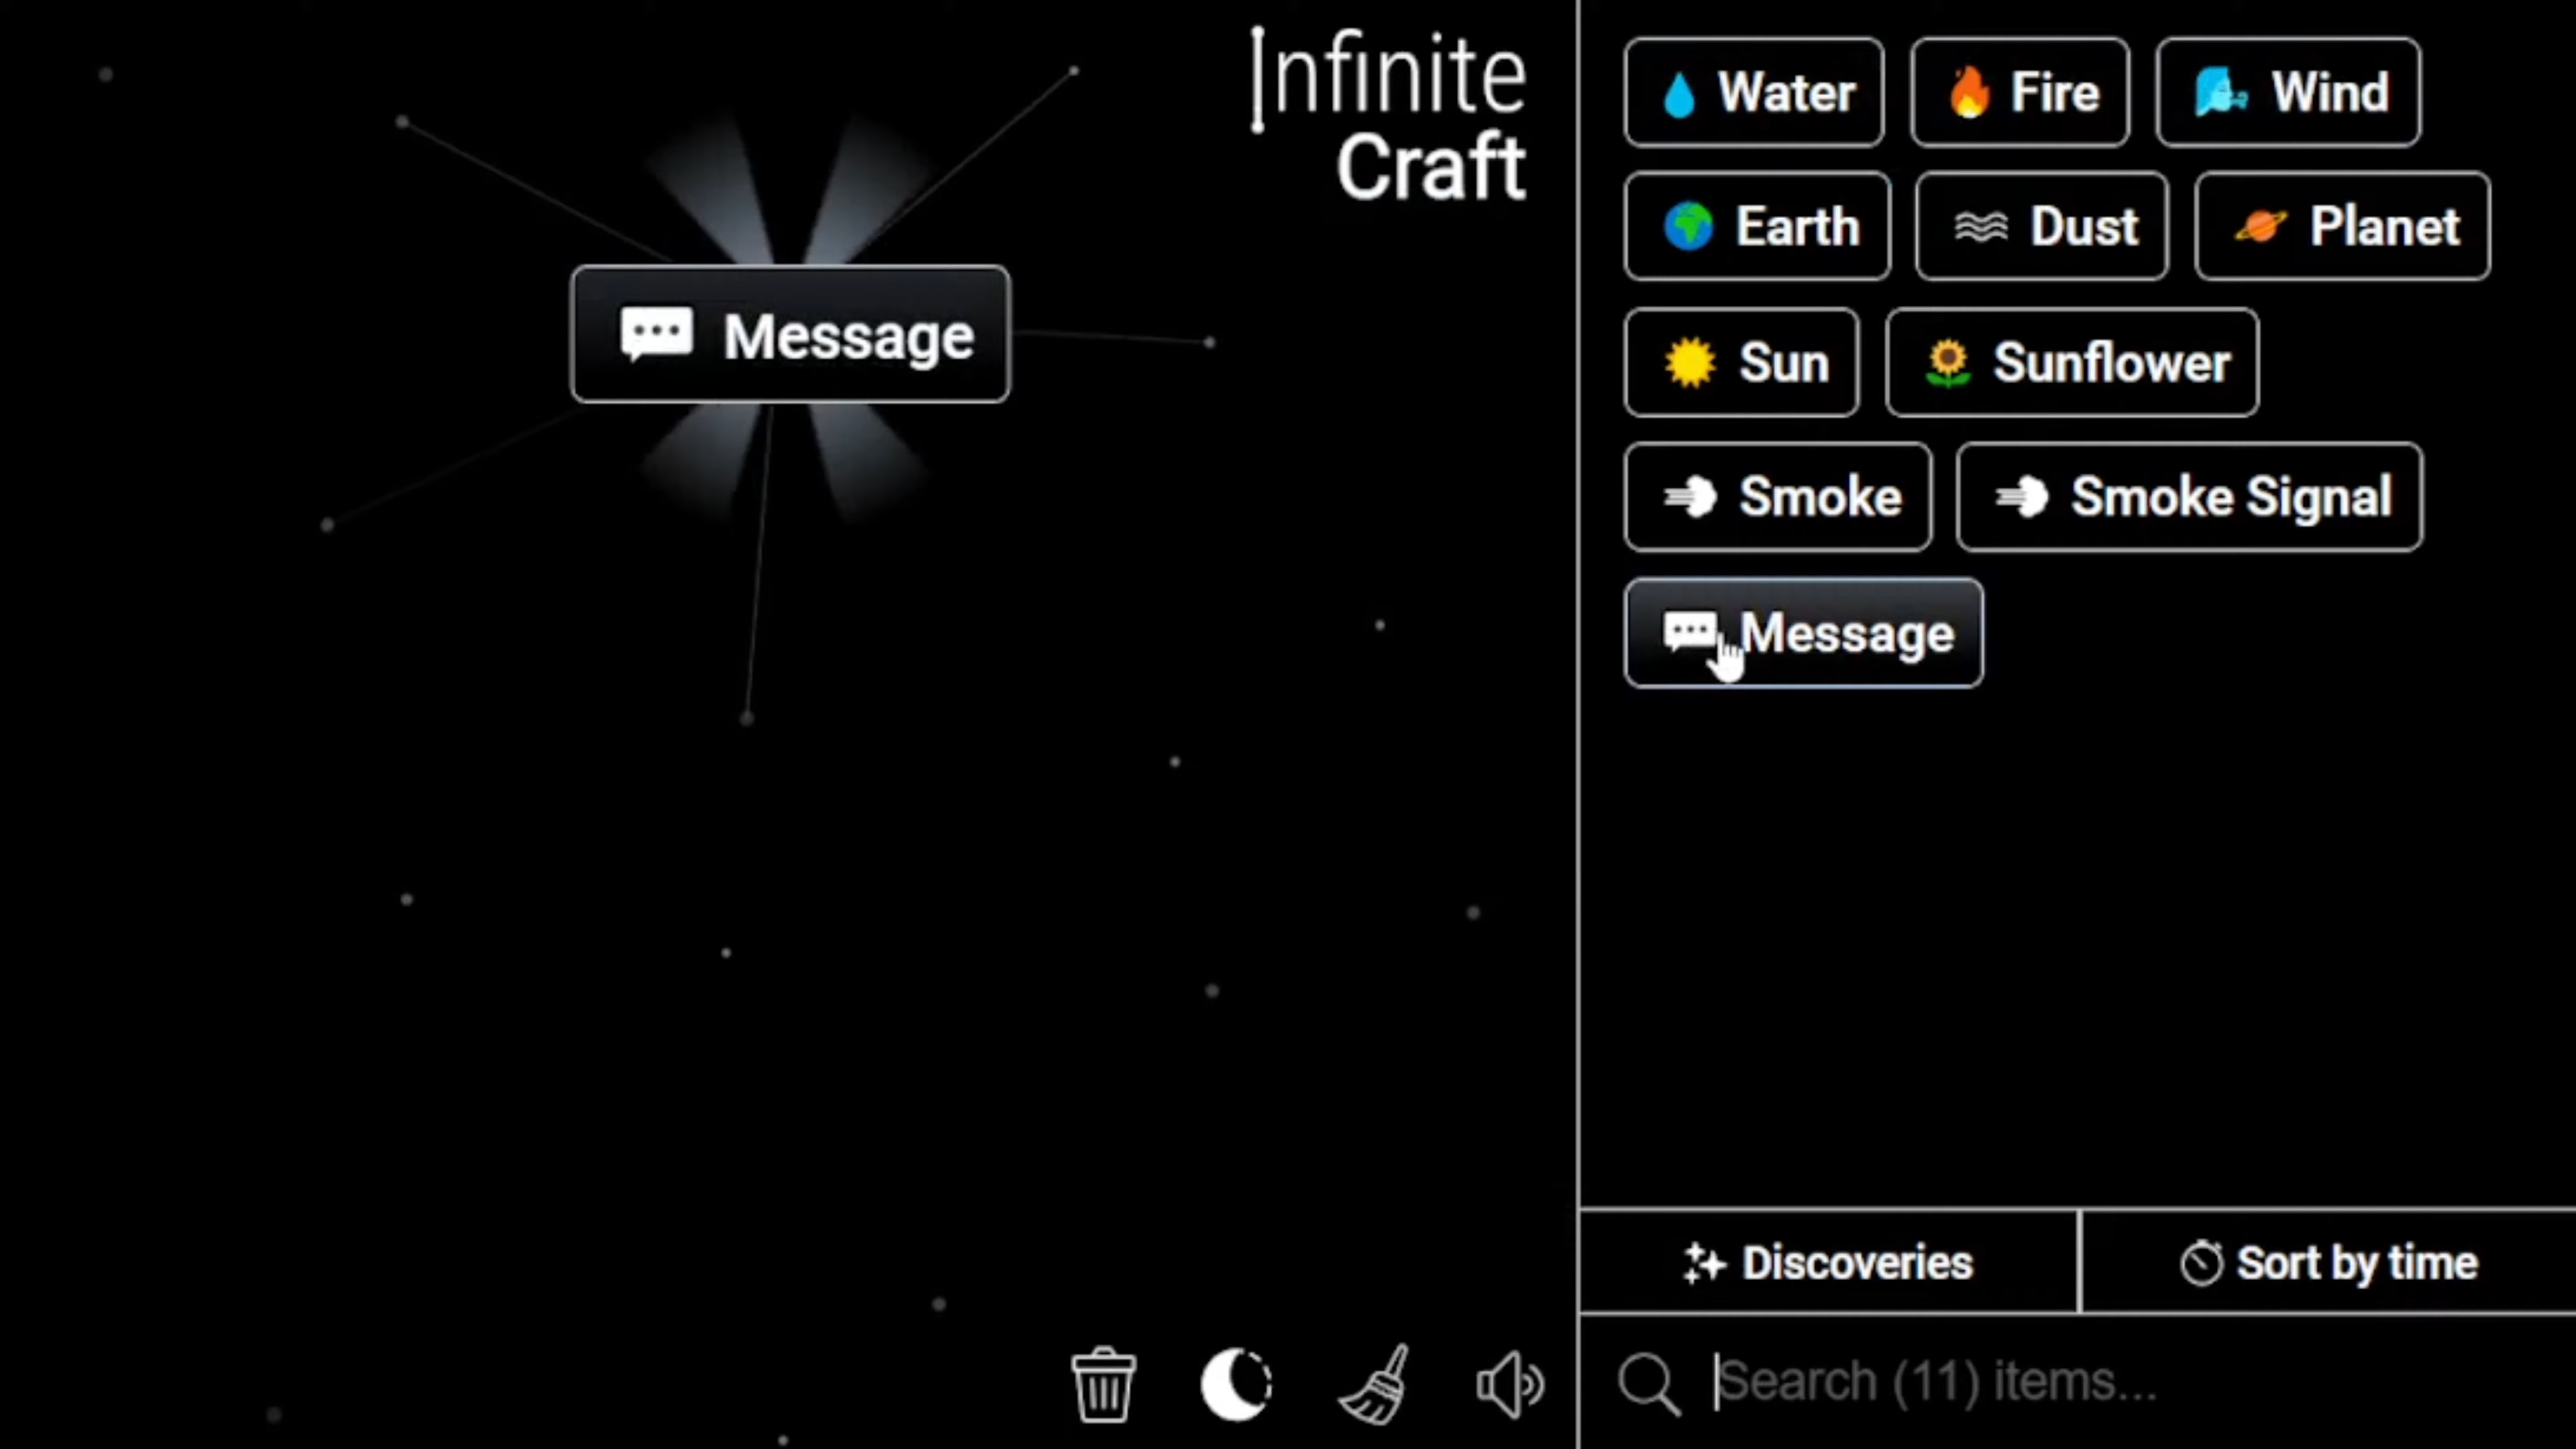 Infinite
Craft
Message
Water Fire Wind
Earth Dust Planet
Sun Sunflower
Smoke Smoke Signal
Message
Discoveries Sort by time
Search (11) items...